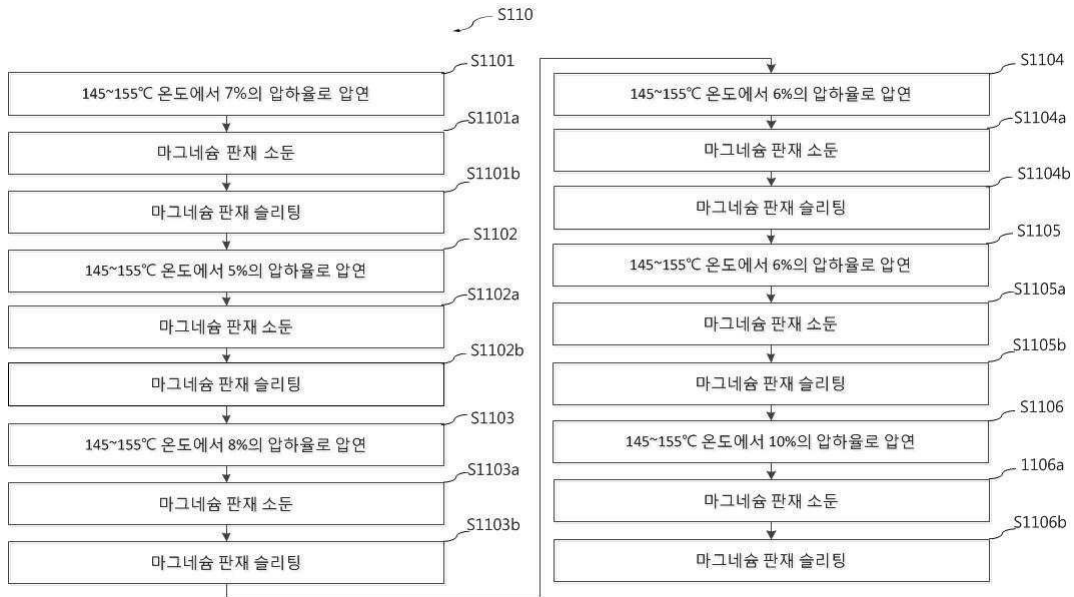 S110
S1101
145~155℃ 온도에서 7%의 압하율로 압연
S1101a
마그네슘 판재 소둔
S1101b
마그네슘 판재 슬리팅
S1102
145~155℃ 온도에서 5%의 압하율로 압연
S1102a
마그네슘 판재 소둔
S1102b
마그네슘 판재 슬리팅
S1103
145~155℃ 온도에서 8%의 압하율로 압연
S1103a
마그네슘 판재 소둔
S1103b
마그네슘 판재 슬리팅
S1104
145~155℃ 온도에서 6%의 압하율로 압연
S1104a
마그네슘 판재 소둔
S1104b
마그네슘 판재 슬리팅
S1105
145~155℃ 온도에서 6%의 압하율로 압연
S1105a
마그네슘 판재 소둔
S1105b
마그네슘 판재 슬리팅
S1106
145~155℃ 온도에서 10%의 압하율로 압연
1106a
마그네슘 판재 소둔
S1106b
마그네슘 판재 슬리팅